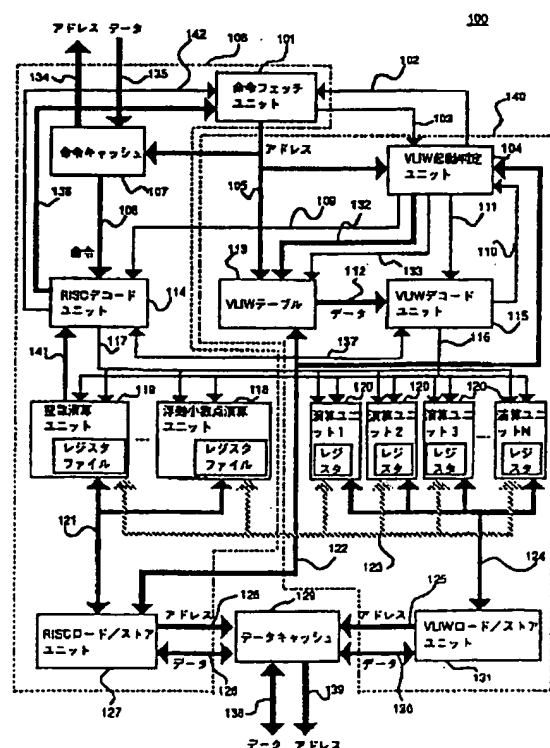 100
アドレス データ
142
108
101
102
134
135
命令フェッチ
ユニット
103
140
命令キャッシュ
アドレス
VLIW起動判定
ユニット
104
107
105
106
109
132
111
110
136
113
112
133
命令
RISCデコード
ユニット
114
VLIWテーブル
データ
VLIWデコード
ユニット
115
117
137
116
141
119
118
120
120
120
整数演算
ユニット
レジスタ
ファイル
浮動小数点演算
ユニット
レジスタ
ファイル
演算ユニ
ット1
レジ
スタ
演算ユニ
ット2
レジ
スタ
演算ユニ
ット3
レジ
スタ
演算ユニ
ットN
レジ
スタ
121
122
123
124
アドレス
129
125
アドレス
RISCロード/ストア
ユニット
データキャッシュ
VLIWロード/ストア
ユニット
データ
データ
127
130
131
138
139
データ アドレス